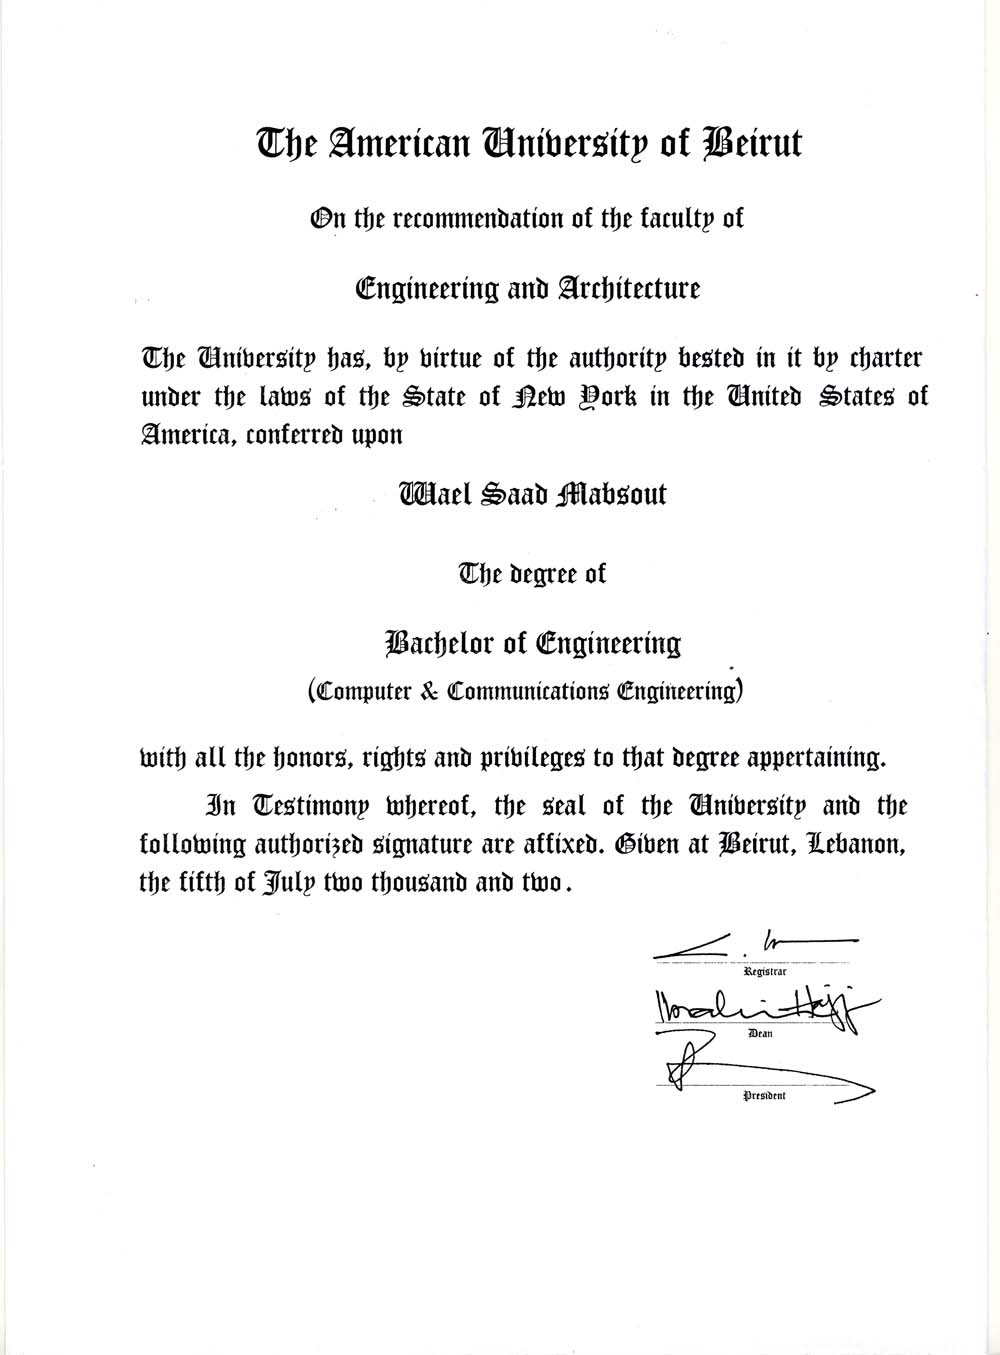 The American University of Beirut
On the recommendation of the faculty of
Engineering and Architecture
The University has, by virtue of the authority vested in it by charter
under the laws of the State of New York in the United States of
America, conferred upon
Wael Saad Mabsout
The degree of
Bachelor of Engineering
(Computer & Communications Engineering)
with all the honors, rights and privileges to that degree appertaining.
In Testimony whereof, the seal of the University and the
following authorized signature are affixed. Given at Beirut, Lebanon,
the fifth of July two thousand and two.
Registrar
Dean
President